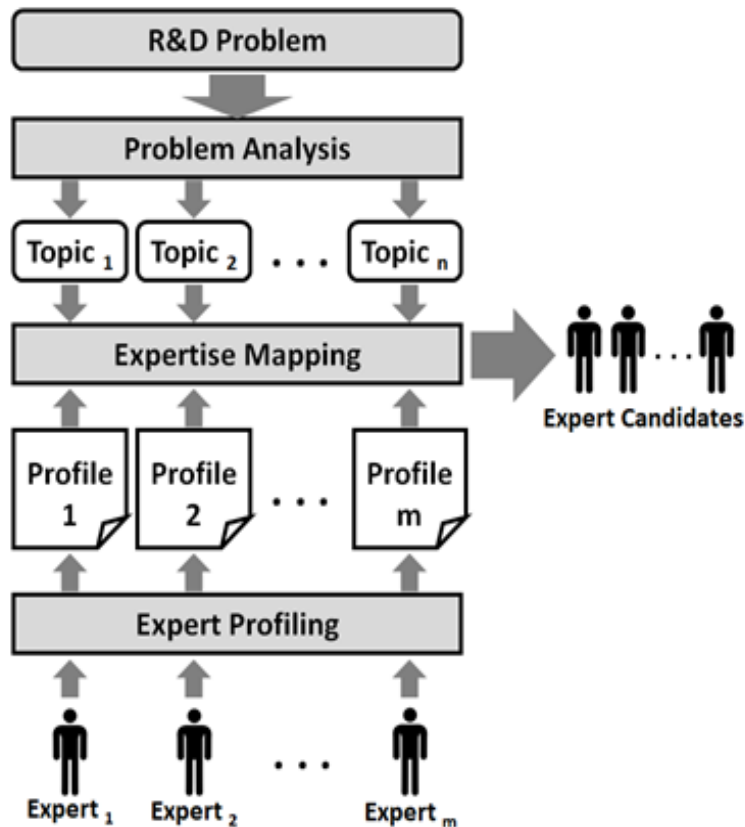 R&D Problem
Problem Analysis
Topic 1 Topic 2 . . . Topic n
Expertise Mapping
. . .
Expert Candidates
Profile Profile Profile
1 2 . . . m
Expert Profiling
. . .
Expert 1 Expert 2 Expert m